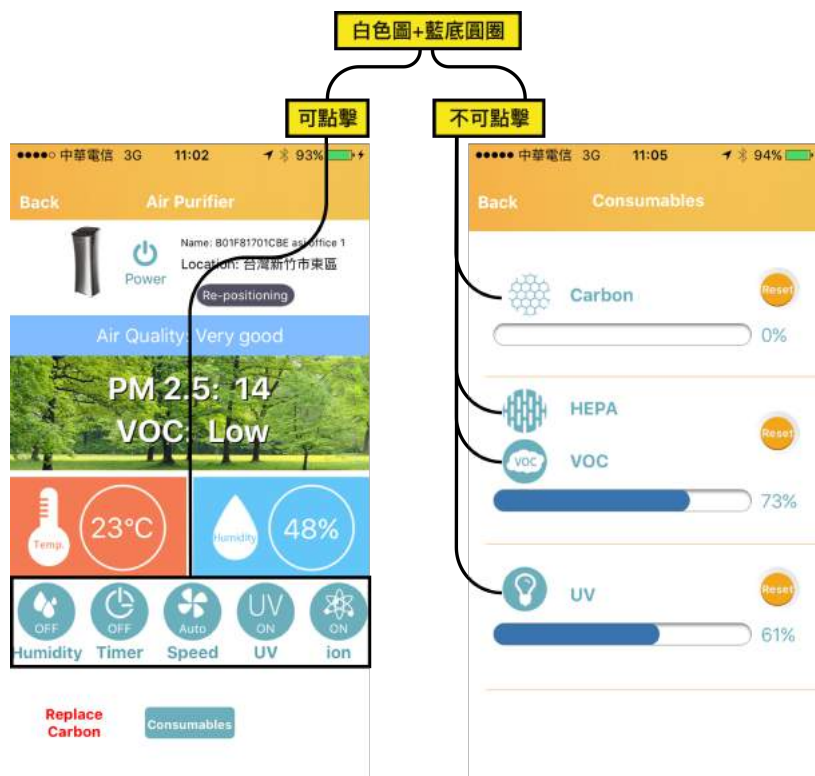 白色圖+藍底圓圈
可點擊
不可點擊
中華電信 3G 11:02 93%
Back Air Purifier
Name: B01F81701CBE asi office 1
Location: 台灣新竹市東區
Power
Re-positioning
Air Quality: Very good
PM 2.5: 14
VOC: Low
Temp. 23°C Humidity 48%
OFF OFF Auto UV ON ON
Humidity Timer Speed UV ion
Replace
Carbon
Consumables
中華電信 3G 11:05 94%
Back Consumables
Carbon Reset
0%
HEPA
Reset
VOC VOC
73%
UV Reset
61%